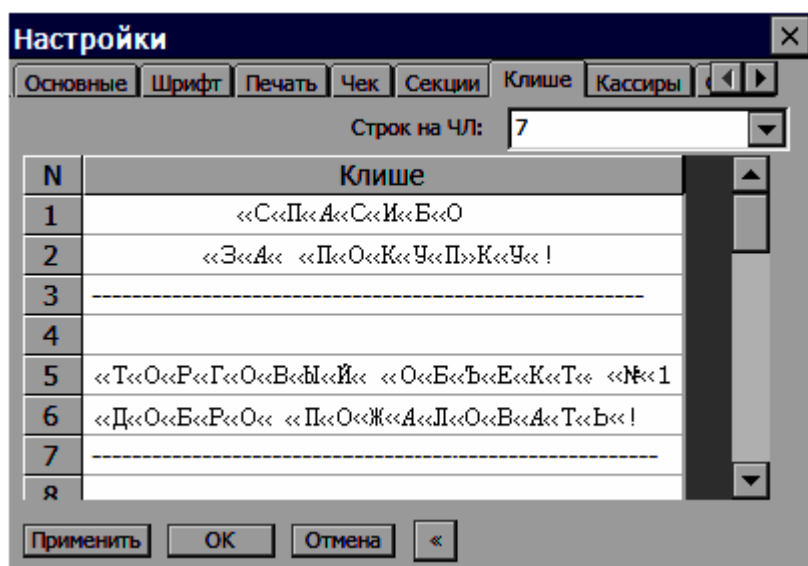 Настройки
Основные Шрифт Печать Чек Секции Клише Кассиры
Строк на ЧЛ: 7
N Клише
1 «С«П«А«С«И«Б«О
2 «З«А« «П«О«К«У«П»К«У« !
3 -------------------------------------------------------
4
5 «Т«О«Р«Г«О«В«Ы«Й« «О«Б«Ъ«Е«К«Т« «№«1
6 «Д«О«Б«Р«О« «П«О«Ж«А«Л«О«В«А«Т«Ь«!
7 --------------------------------------------------------
8
Применить ОК Отмена «